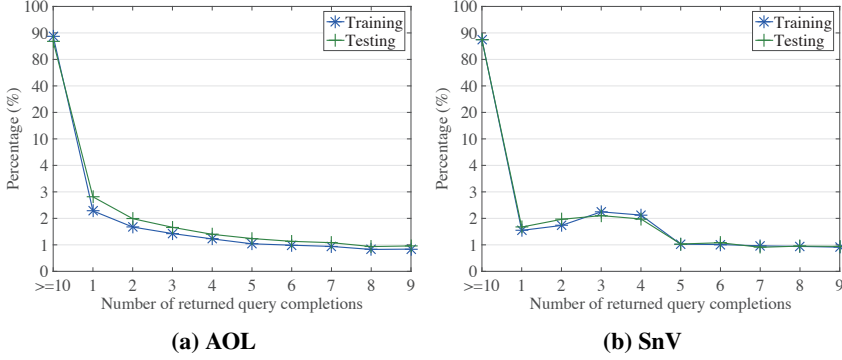 100
90
80
40
20
10
4
3
2
1
0
Percentage (%)
Training
Testing
>=10 1 2 3 4 5 6 7 8 9
Number of returned query completions
(a) AOL
100
90
80
40
20
10
4
3
2
1
0
Percentage (%)
Training
Testing
>=10 1 2 3 4 5 6 7 8 9
Number of returned query completions
(b) SnV